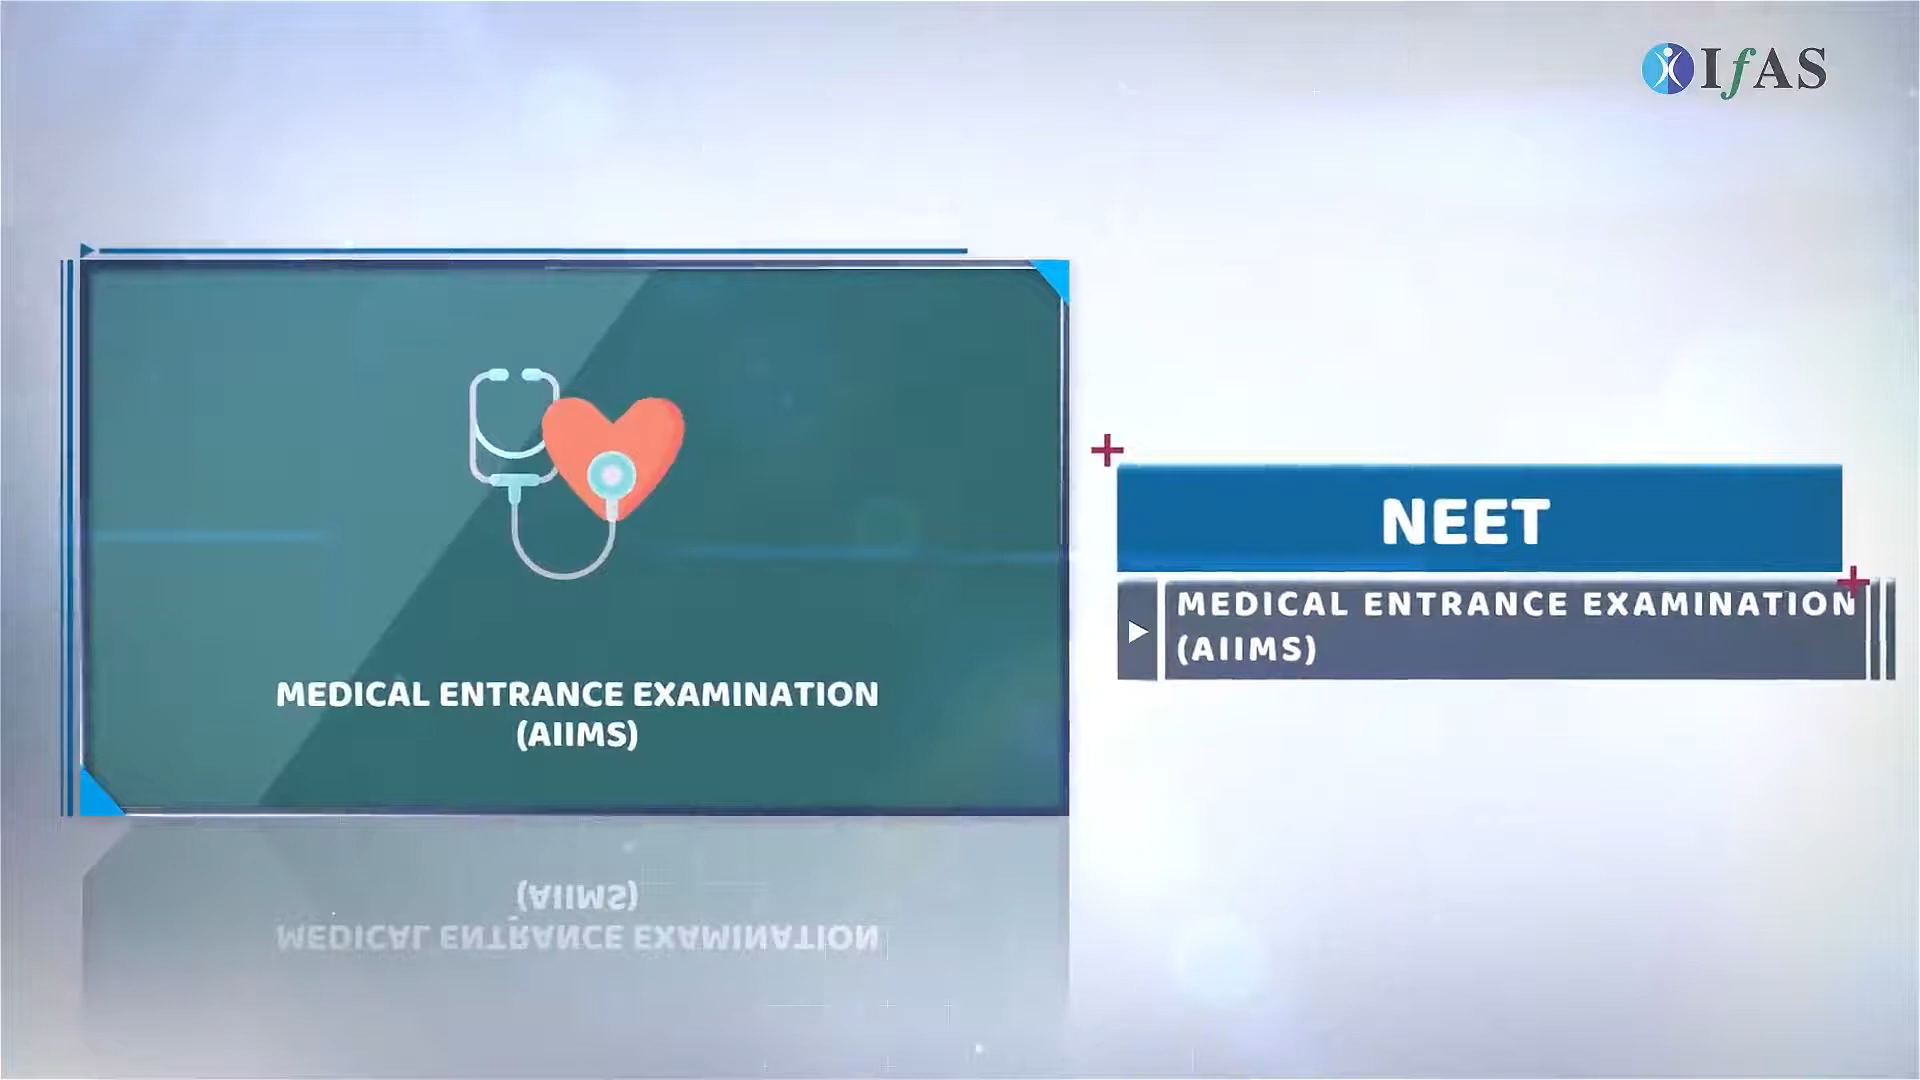 IfAS
MEDICAL ENTRANCE EXAMINATION
(AIIMS)
NEET
MEDICAL ENTRANCE EXAMINATION
(AIIMS)